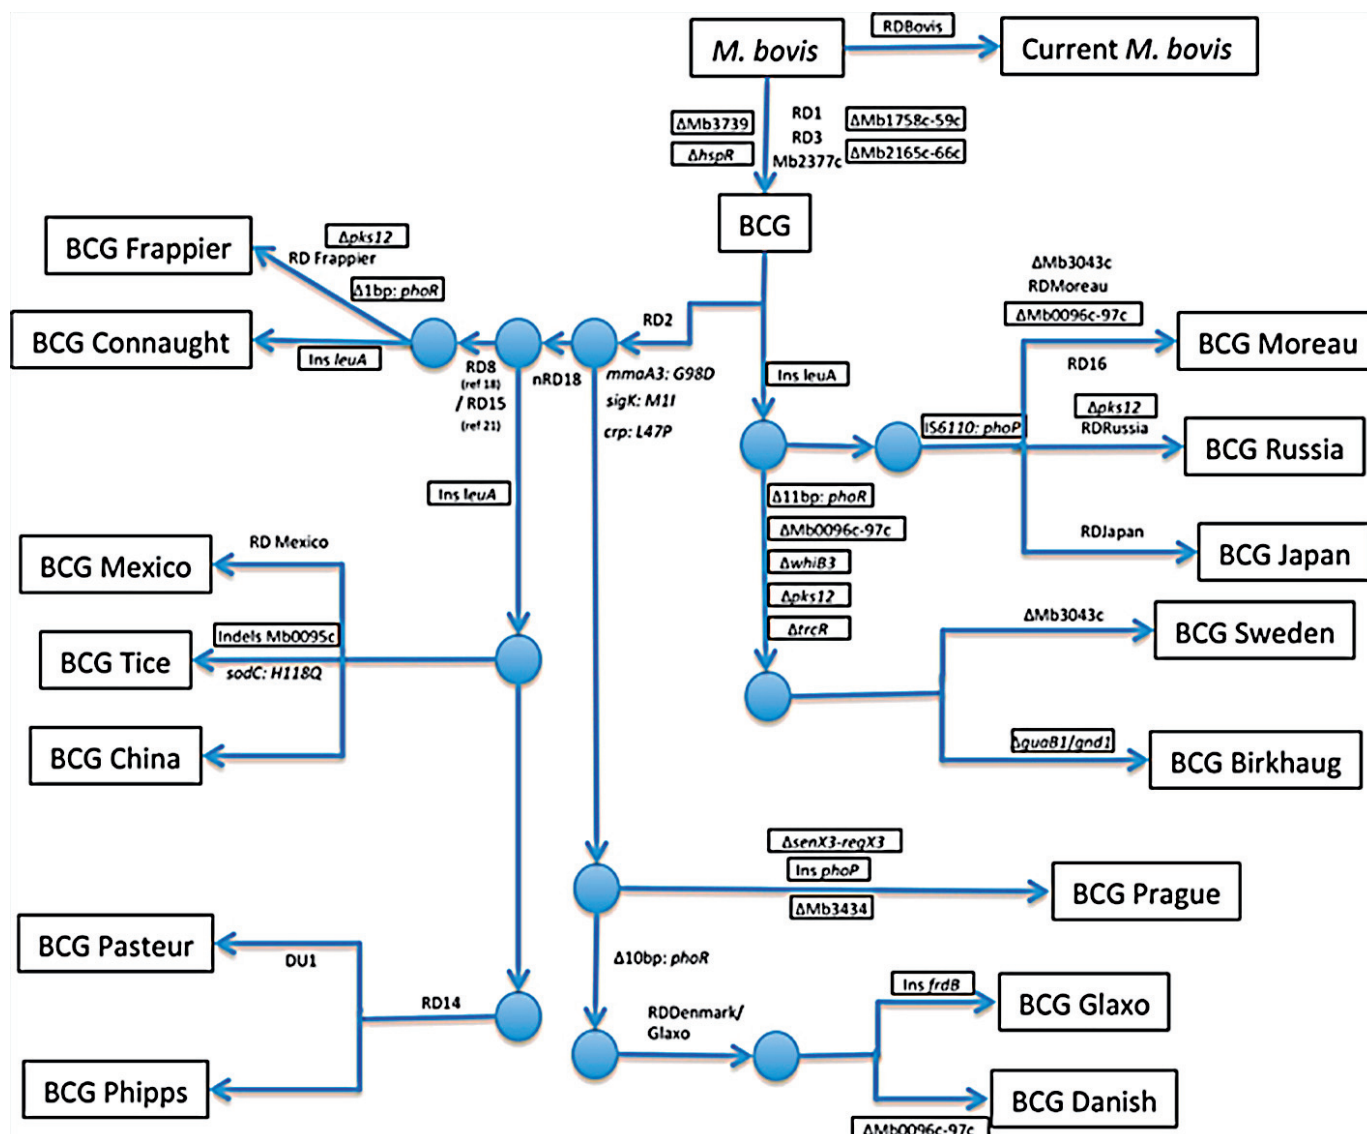 M. bovis
RDBovis
Current M. bovis
ΔMb3739
ΔhspR
RD1
RD3
Mb2377c
ΔMb1758c-59c
ΔMb2165c-66c
BCG
BCG Frappier
Δpks12
RD Frappier
Δ1bp: phoR
BCG Connaught
Ins leuA
RD8
(ref 18)
/ RD15
(ref 21)
nRD18
RD2
mmaA3: G98D
sigK: M1I
crp: L47P
Ins leuA
ΔMb3043c
RDMoreau
ΔMb0096c-97c
RD16
BCG Moreau
IS6110: phoP
Δpks12
RDRussia
BCG Russia
RDJapan
BCG Japan
Δ11bp: phoR
ΔMb0096c-97c
ΔwhiB3
Δpks12
ΔtrcR
ΔMb3043c
BCG Sweden
ΔguaB1/gnd1
BCG Birkhaug
Ins leuA
BCG Mexico
RD Mexico
BCG Tice
Indels Mb0095c
sodC: H118Q
BCG China
ΔsenX3-regX3
Ins phoP
ΔMb3434
BCG Prague
BCG Pasteur
DU1
RD14
BCG Phipps
Δ10bp: phoR
RDDenmark/
Glaxo
Ins frdB
BCG Glaxo
BCG Danish
ΔMb0096c-97c